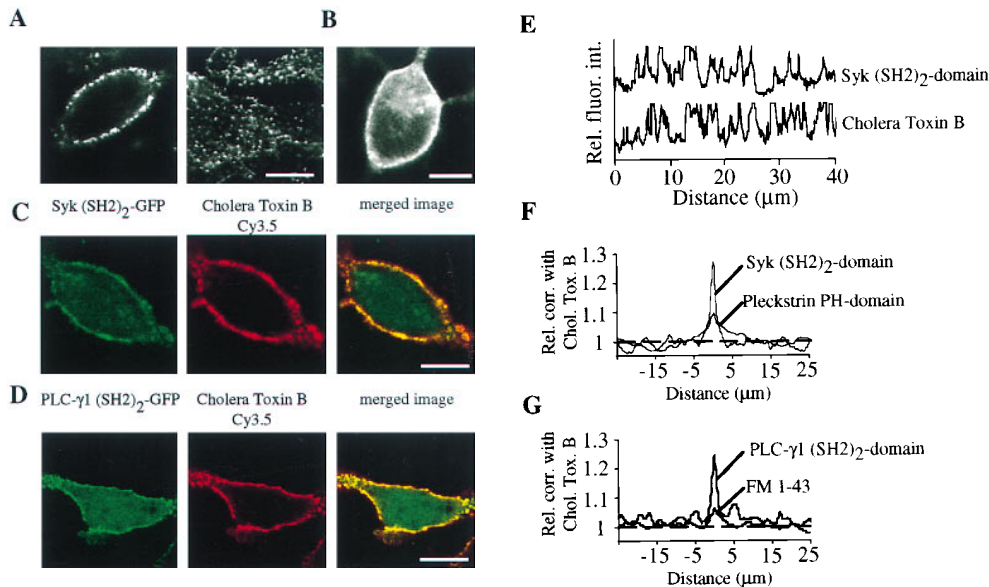 A
B
Syk (SH2)2-GFP
Cholera Toxin B
Cy3.5
merged image
C
D
PLC-γ1 (SH2)2-GFP
Cholera Toxin B
Cy3.5
merged image
E
Rel. fluor. int.
Syk (SH2)2-domain
Cholera Toxin B
0
10
20
30
40
Distance (μm)
F
Rel. corr. with
Chol. Tox. B
1.3
1.2
1.1
1
Syk (SH2)2-domain
Pleckstrin PH-domain
-15
-5
5
15
25
Distance (μm)
G
Rel. corr. with
Chol. Tox. B
1.3
1.2
1.1
1
PLC-γ1 (SH2)2-domain
FM 1-43
-15
-5
5
15
25
Distance (μm)